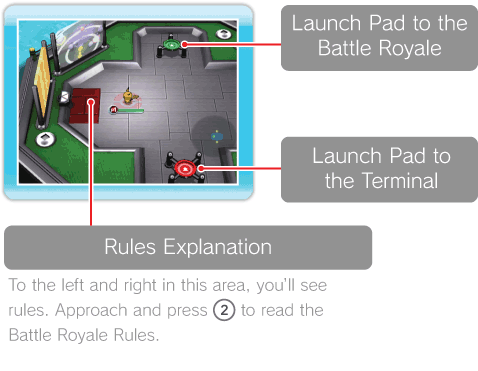 Launch Pad to the
Battle Royale
Launch Pad to
the Terminal
Rules Explanation
To the left and right in this area, you'll see
rules. Approach and press 2 to read the
Battle Royale Rules.